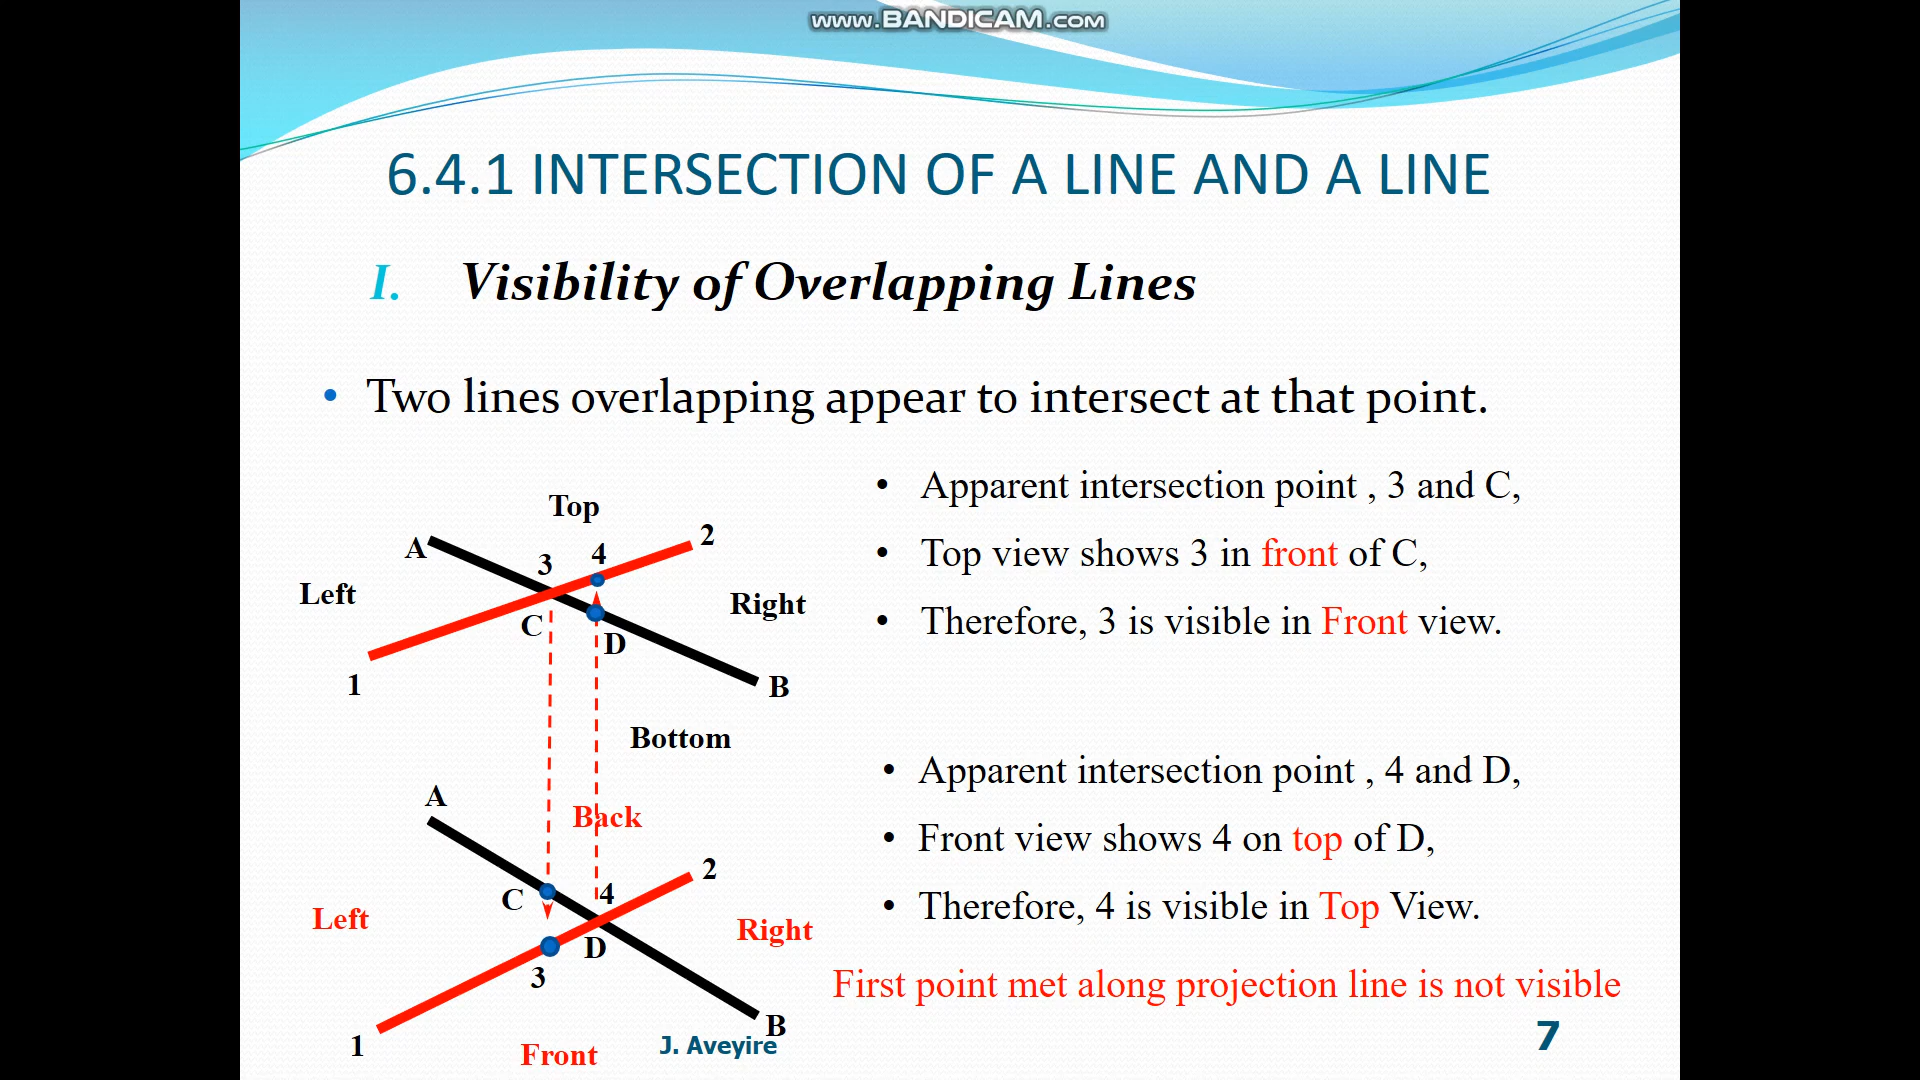 www.BANDICAM.com
6.4.1 INTERSECTION OF A LINE AND A LINE
I. Visibility of Overlapping Lines
• Two lines overlapping appear to intersect at that point.
• Apparent intersection point , 3 and C,
• Top view shows 3 in front of C,
• Therefore, 3 is visible in Front view.
• Apparent intersection point , 4 and D,
• Front view shows 4 on top of D,
• Therefore, 4 is visible in Top View.
First point met along projection line is not visible
Top
A
3
4
2
Left
Right
C
D
1
B
Bottom
A
Back
2
C
4
Left
Right
D
3
1
B
Front
J. Aveyire
7